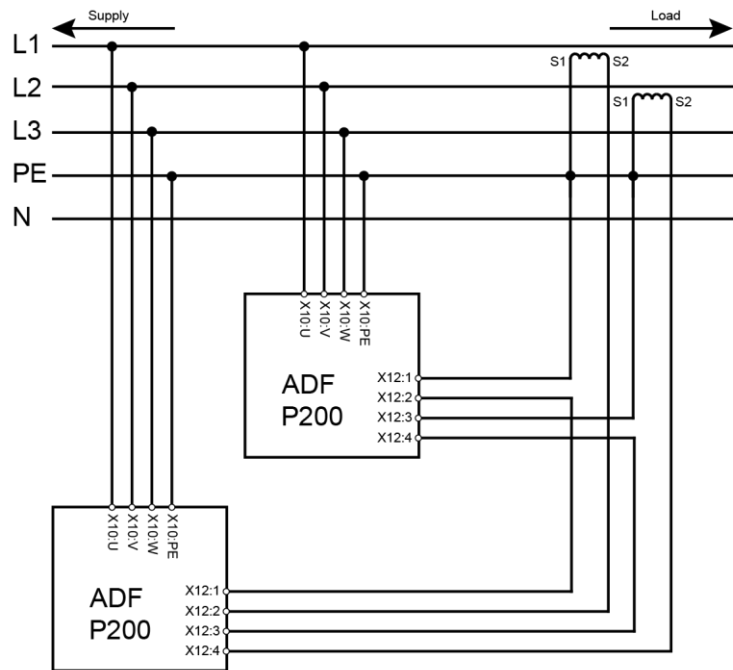 Supply
Load
L1
S1 S2
L2
S1 S2
L3
PE
N
X10:U
X10:V
X10:W
X10:PE
ADF
P200
X12:1
X12:2
X12:3
X12:4
X10:U
X10:V
X10:W
X10:PE
ADF
P200
X12:1
X12:2
X12:3
X12:4